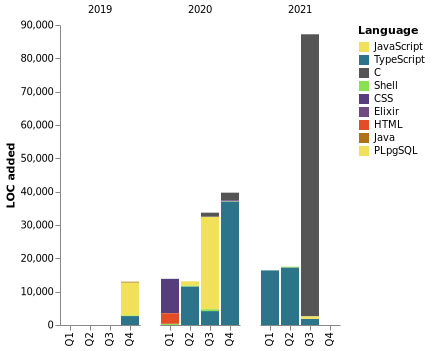 2019 2020 2021
90,000
80,000
70,000
60,000
50,000
40,000
30,000
20,000
10,000
0
LOC added
Q1 Q2 Q3 Q4 Q1 Q2 Q3 Q4 Q1 Q2 Q3 Q4
Language
JavaScript
TypeScript
C
Shell
CSS
Elixir
HTML
Java
PLpgSQL